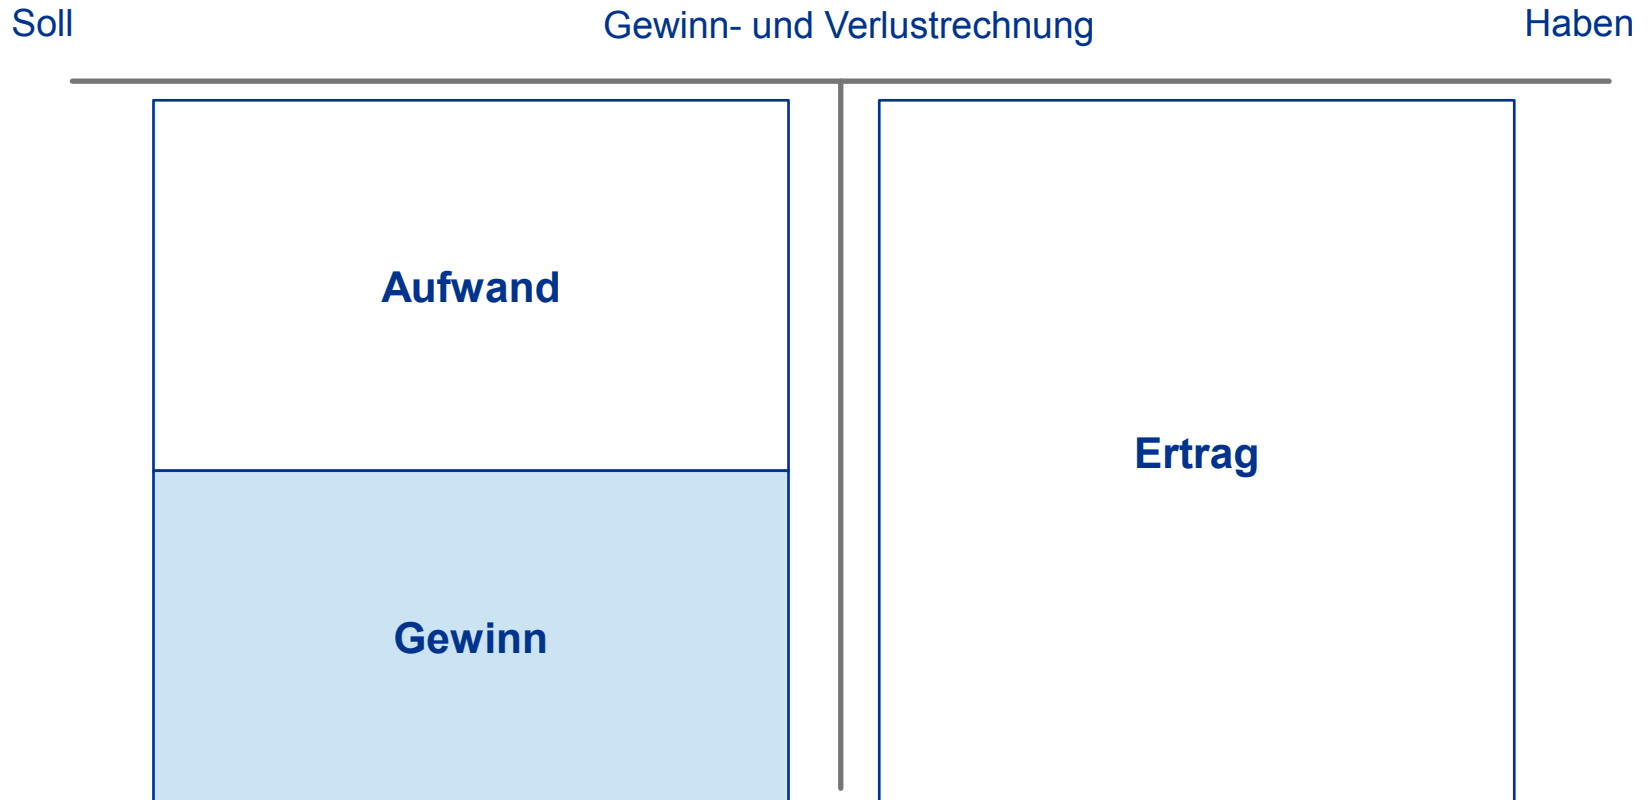 Soll
Gewinn- und Verlustrechnung
Haben
Aufwand
Ertrag
Gewinn